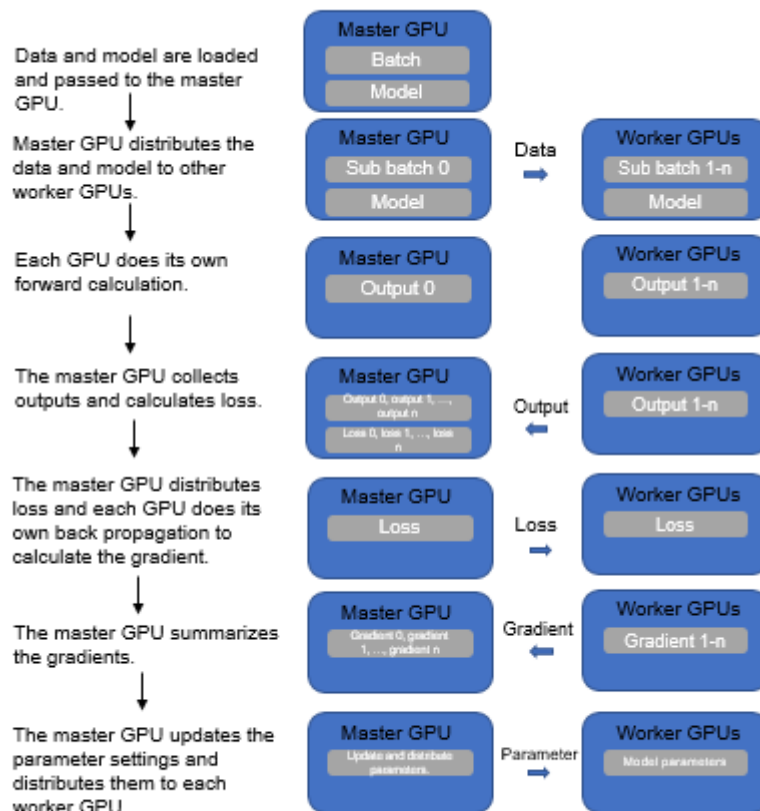 Data and model are loaded
and passed to the master
GPU.
Master GPU
Batch
Model
Master GPU distributes the
data and model to other
worker GPUs.
Master GPU
Sub batch 0
Model
Data
Worker GPUs
Sub batch 1-n
Model
Each GPU does its own
forward calculation.
Master GPU
Output 0
Worker GPUs
Output 1-n
The master GPU collects
outputs and calculates loss.
Master GPU
Output 0, output 1, ...,
output n
Loss 0, loss 1, ..., loss
n
Output
Worker GPUs
Output 1-n
The master GPU distributes
loss and each GPU does its
own back propagation to
calculate the gradient.
Master GPU
Loss
Loss
Worker GPUs
Loss
The master GPU summarizes
the gradients.
Master GPU
Gradient 0, gradient
1, ..., gradient n
Gradient
Worker GPUs
Gradient 1-n
The master GPU updates the
parameter settings and
distributes them to each
worker GPU.
Master GPU
Update and distribute
parameters.
Parameter
Worker GPUs
Model parameters